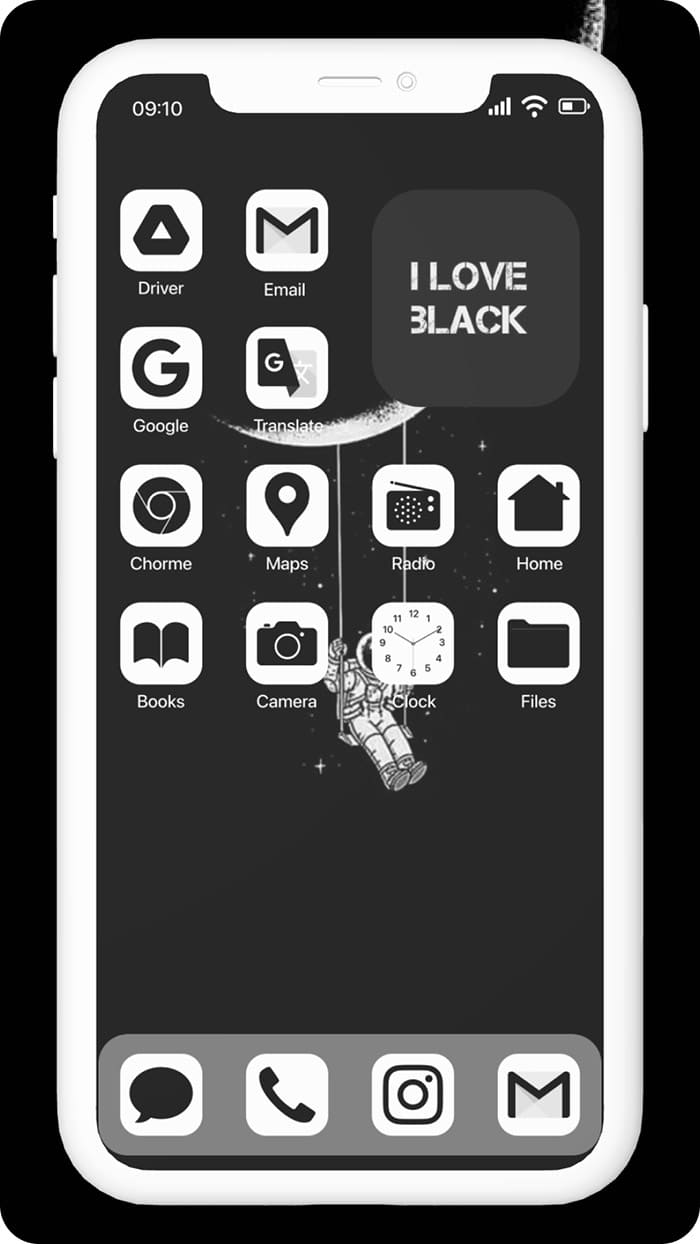 09:10
I LOVE
BLACK
Driver
Email
Google
Translate
Chorme
Maps
Radio
Home
Books
Camera
Clock
Files
12
11
1
10
2
9
3
8
4
7
5
6
G
文